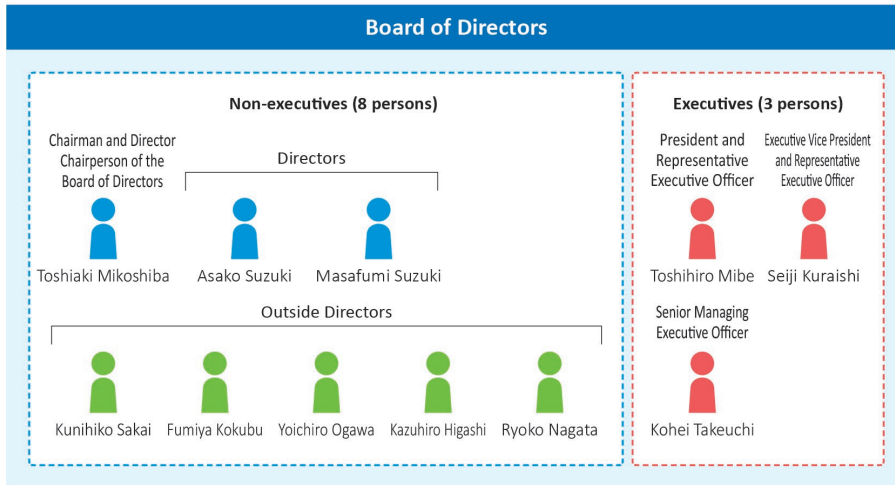 Board of Directors
Non-executives (8 persons)
Chairman and Director
Chairperson of the
Board of Directors
Directors
Toshiaki Mikoshiba
Asako Suzuki
Masafumi Suzuki
Outside Directors
Kunihiko Sakai
Fumiya Kokubu
Yoichiro Ogawa
Kazuhiro Higashi
Ryoko Nagata
Executives (3 persons)
President and
Representative
Executive Officer
Executive Vice President
and Representative
Executive Officer
Toshihiro Mibe
Seiji Kuraishi
Senior Managing
Executive Officer
Kohei Takeuchi